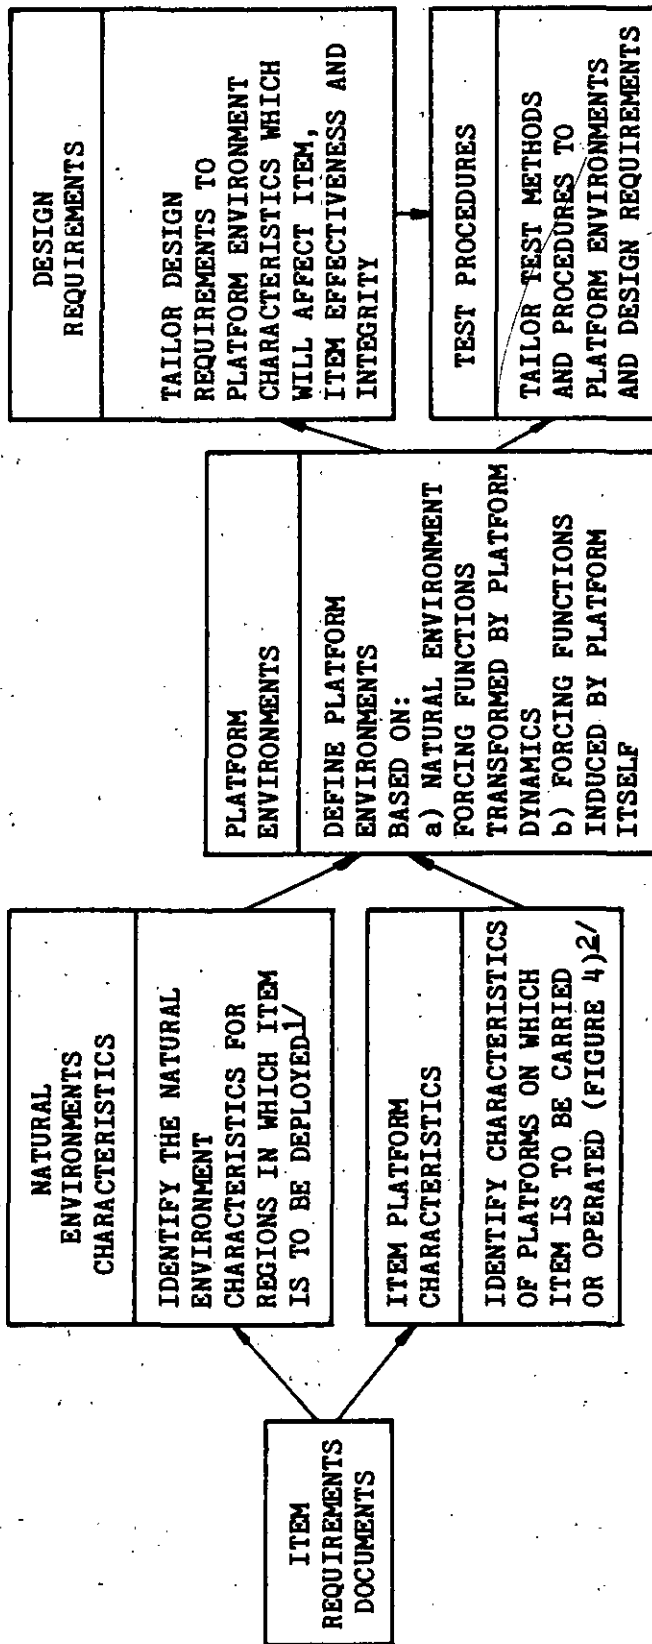 ITEM
REQUIREMENTS
DOCUMENTS
NATURAL
ENVIRONMENTS
CHARACTERISTICS
IDENTIFY THE NATURAL
ENVIRONMENT
CHARACTERISTICS FOR
REGIONS IN WHICH ITEM
IS TO BE DEPLOYED1/
ITEM PLATFORM
CHARACTERISTICS
IDENTIFY CHARACTERISTICS
OF PLATFORMS ON WHICH
ITEM IS TO BE CARRIED
OR OPERATED (FIGURE 4)2/
PLATFORM
ENVIRONMENTS
DEFINE PLATFORM
ENVIRONMENTS
BASED ON:
a) NATURAL ENVIRONMENT
FORCING FUNCTIONS
TRANSFORMED BY PLATFORM
DYNAMICS
b) FORCING FUNCTIONS
INDUCED BY PLATFORM
ITSELF
DESIGN
REQUIREMENTS
TAILOR DESIGN
REQUIREMENTS TO
PLATFORM ENVIRONMENT
CHARACTERISTICS WHICH
WILL AFFECT ITEM,
ITEM EFFECTIVENESS AND
INTEGRITY
TEST PROCEDURES
TAILOR TEST METHODS
AND PROCEDURES TO
PLATFORM ENVIRONMENTS
AND DESIGN REQUIREMENTS